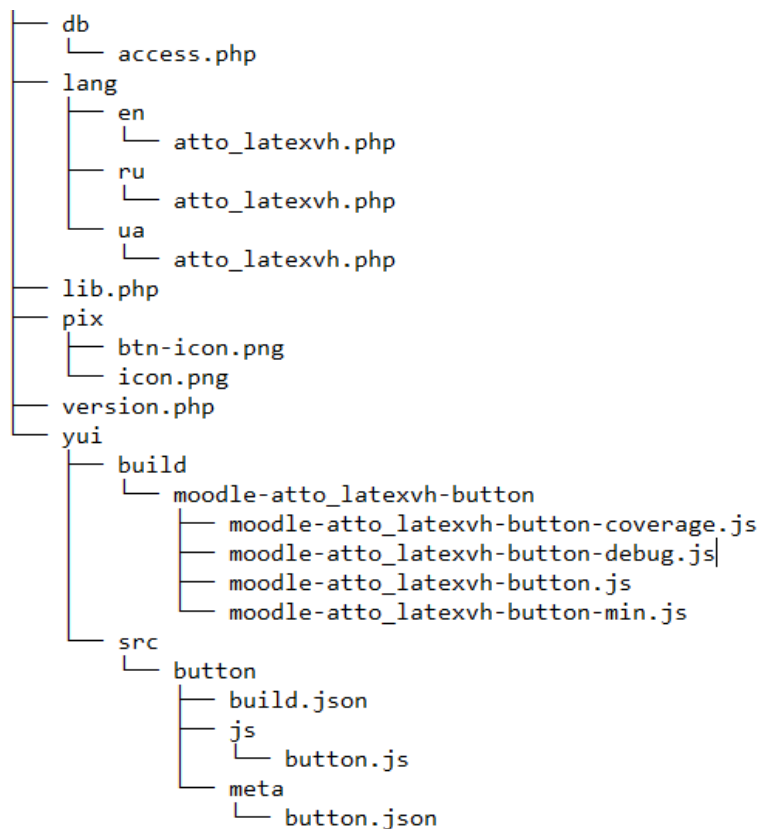 db
access.php
lang
en
atto_latexvh.php
ru
atto_latexvh.php
ua
atto_latexvh.php
lib.php
pix
btn-icon.png
icon.png
version.php
yui
build
moodle-atto_latexvh-button
moodle-atto_latexvh-button-coverage.js
moodle-atto_latexvh-button-debug.js
moodle-atto_latexvh-button.js
moodle-atto_latexvh-button-min.js
src
button
build.json
js
button.js
meta
button.json